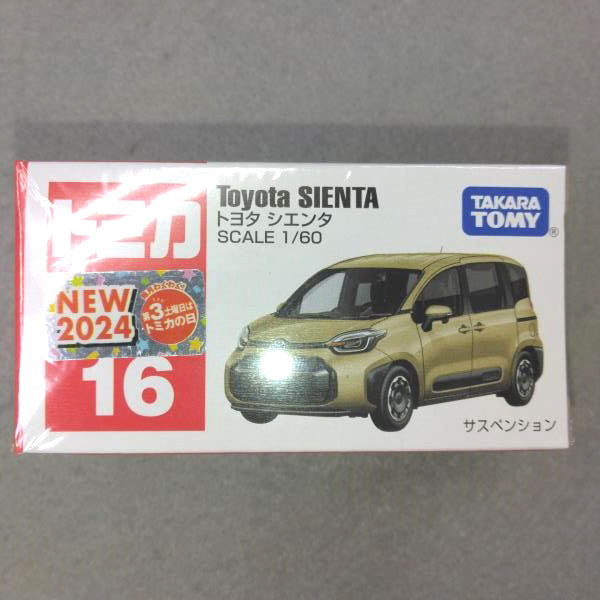 トミカ
Toyota SIENTA
トヨタ シエンタ
SCALE 1/60
TAKARA
TOMY®
NEW
2024
第3土曜日は
トミカの日
16
サスペンション